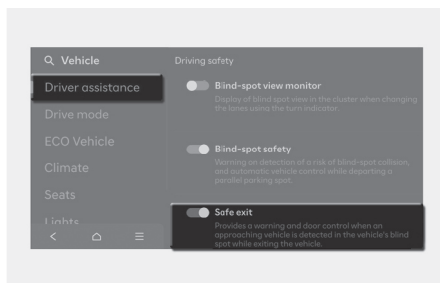 Vehicle
Driving safety
Driver assistance
Drive mode
ECO Vehicle
Climate
Seats
Lights
Blind-spot view monitor
Deploy of blind spot view in the cluster when changing
the lanes using the turn indicator.
Blind-spot safety
Warning on detection of a risk of blind-spot collision,
and automatic vehicle control while departing a
parallel parking spot.
Safe exit
Provides a warning and door control when an
approaching vehicle is detected in the vehicle's blind
spot while exiting the vehicle.